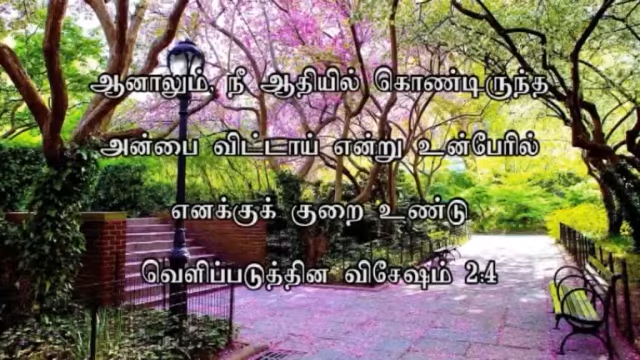 ஆனாலும், நீ ஆதியில் கொண்டிருந்த
அன்பை விட்டாய் என்று உன்பேரில்
எனக்குக் குறை உண்டு
வெளிப்படுத்தின விசேஷம் 2:4